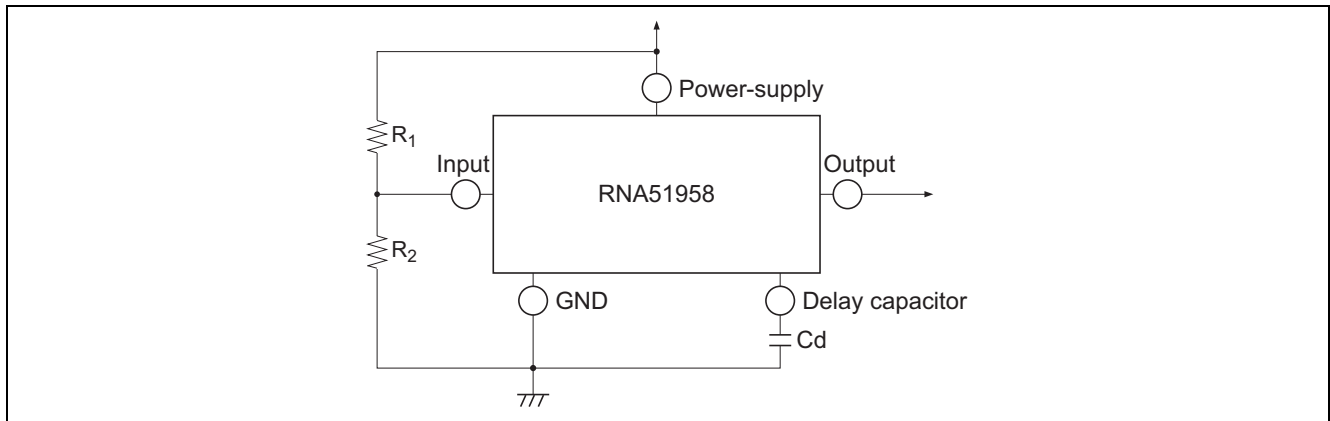 Power-supply
R1
Input
RNA51958
Output
R2
GND
Delay capacitor
Cd